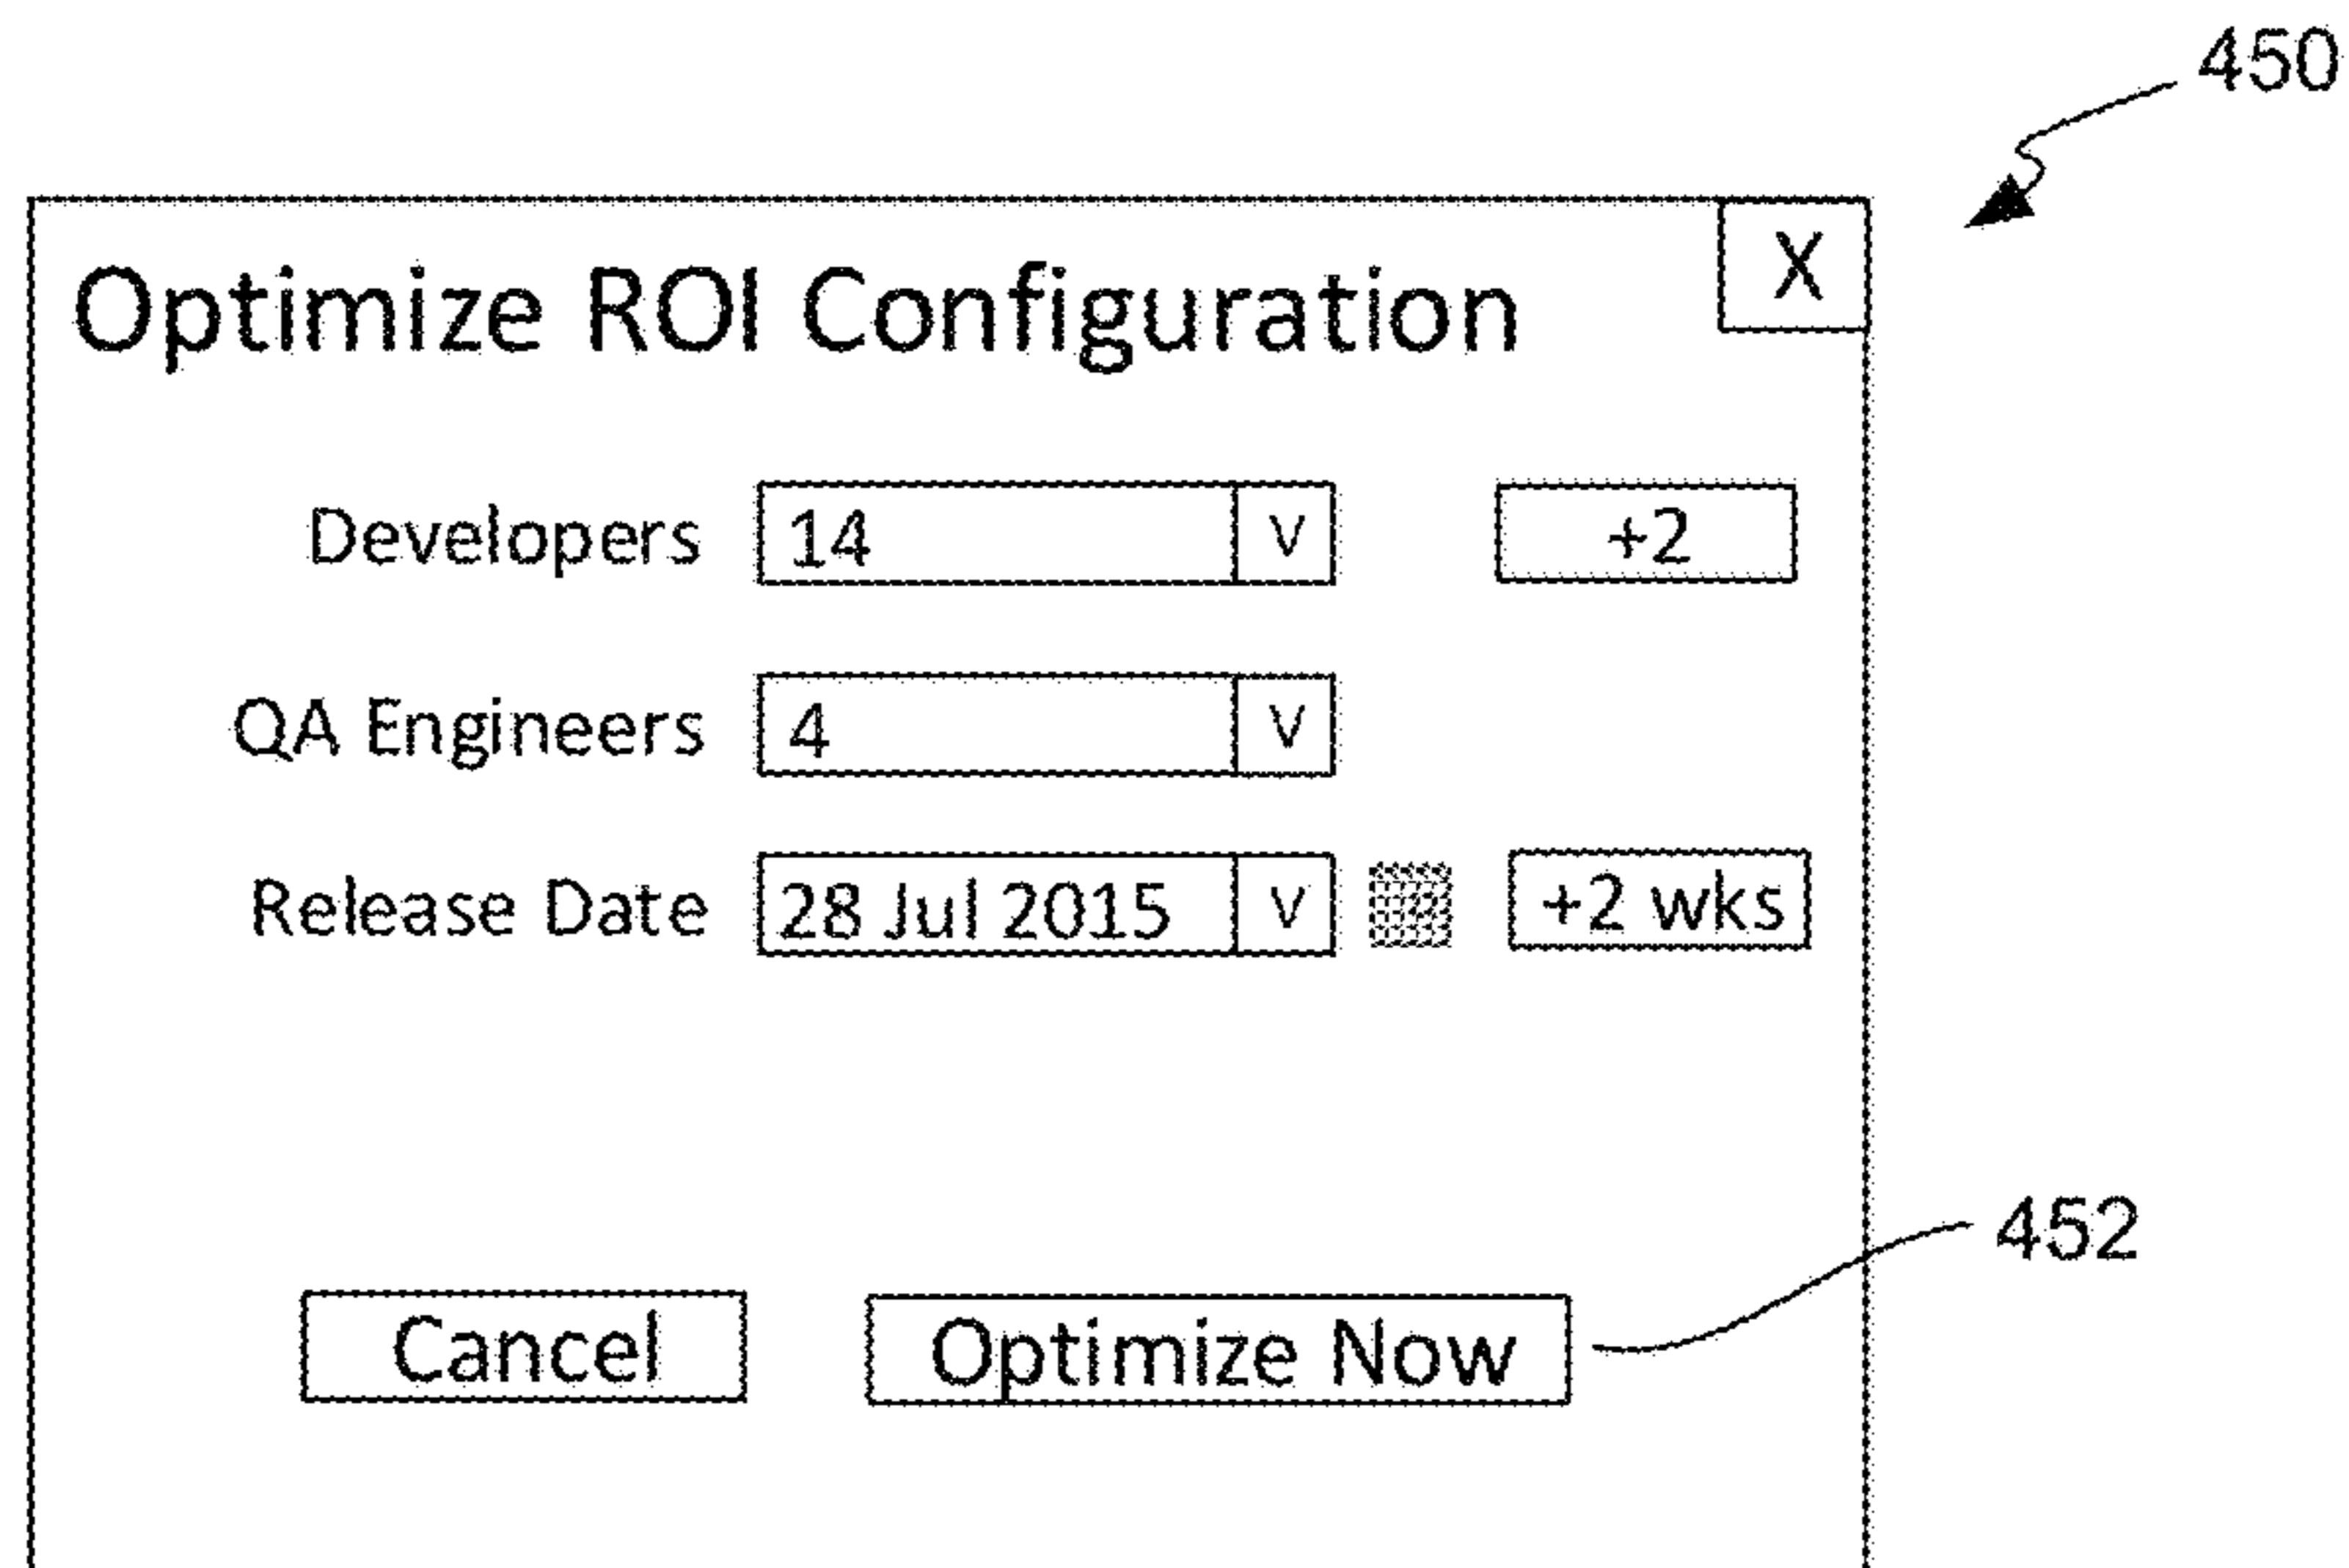 450
X
Optimize ROI Configuration
Developers 14 V +2
QA Engineers 4 V
Release Date 28 Jul 2015 V +2 wks
452
Cancel Optimize Now